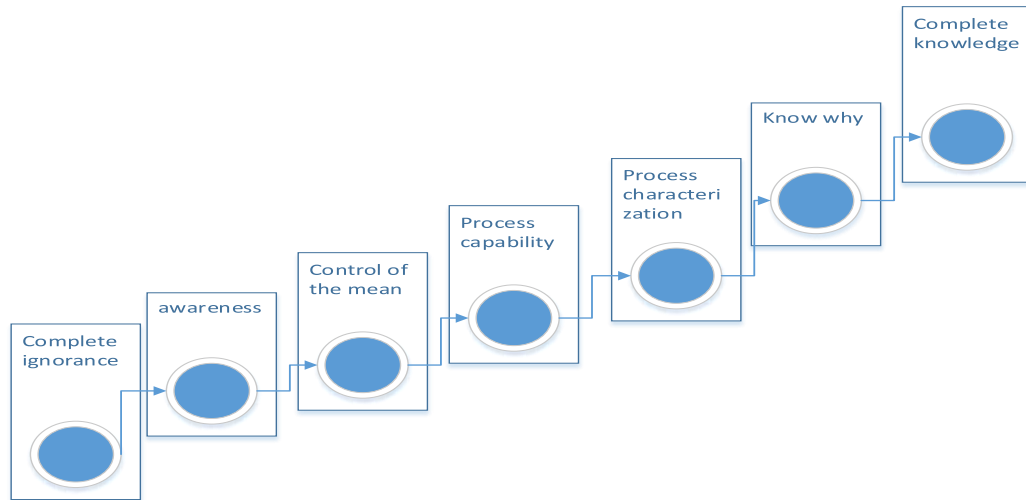 Complete
ignorance
awareness
Control of
the mean
Process
capability
Process
characteri
zation
Know why
Complete
knowledge